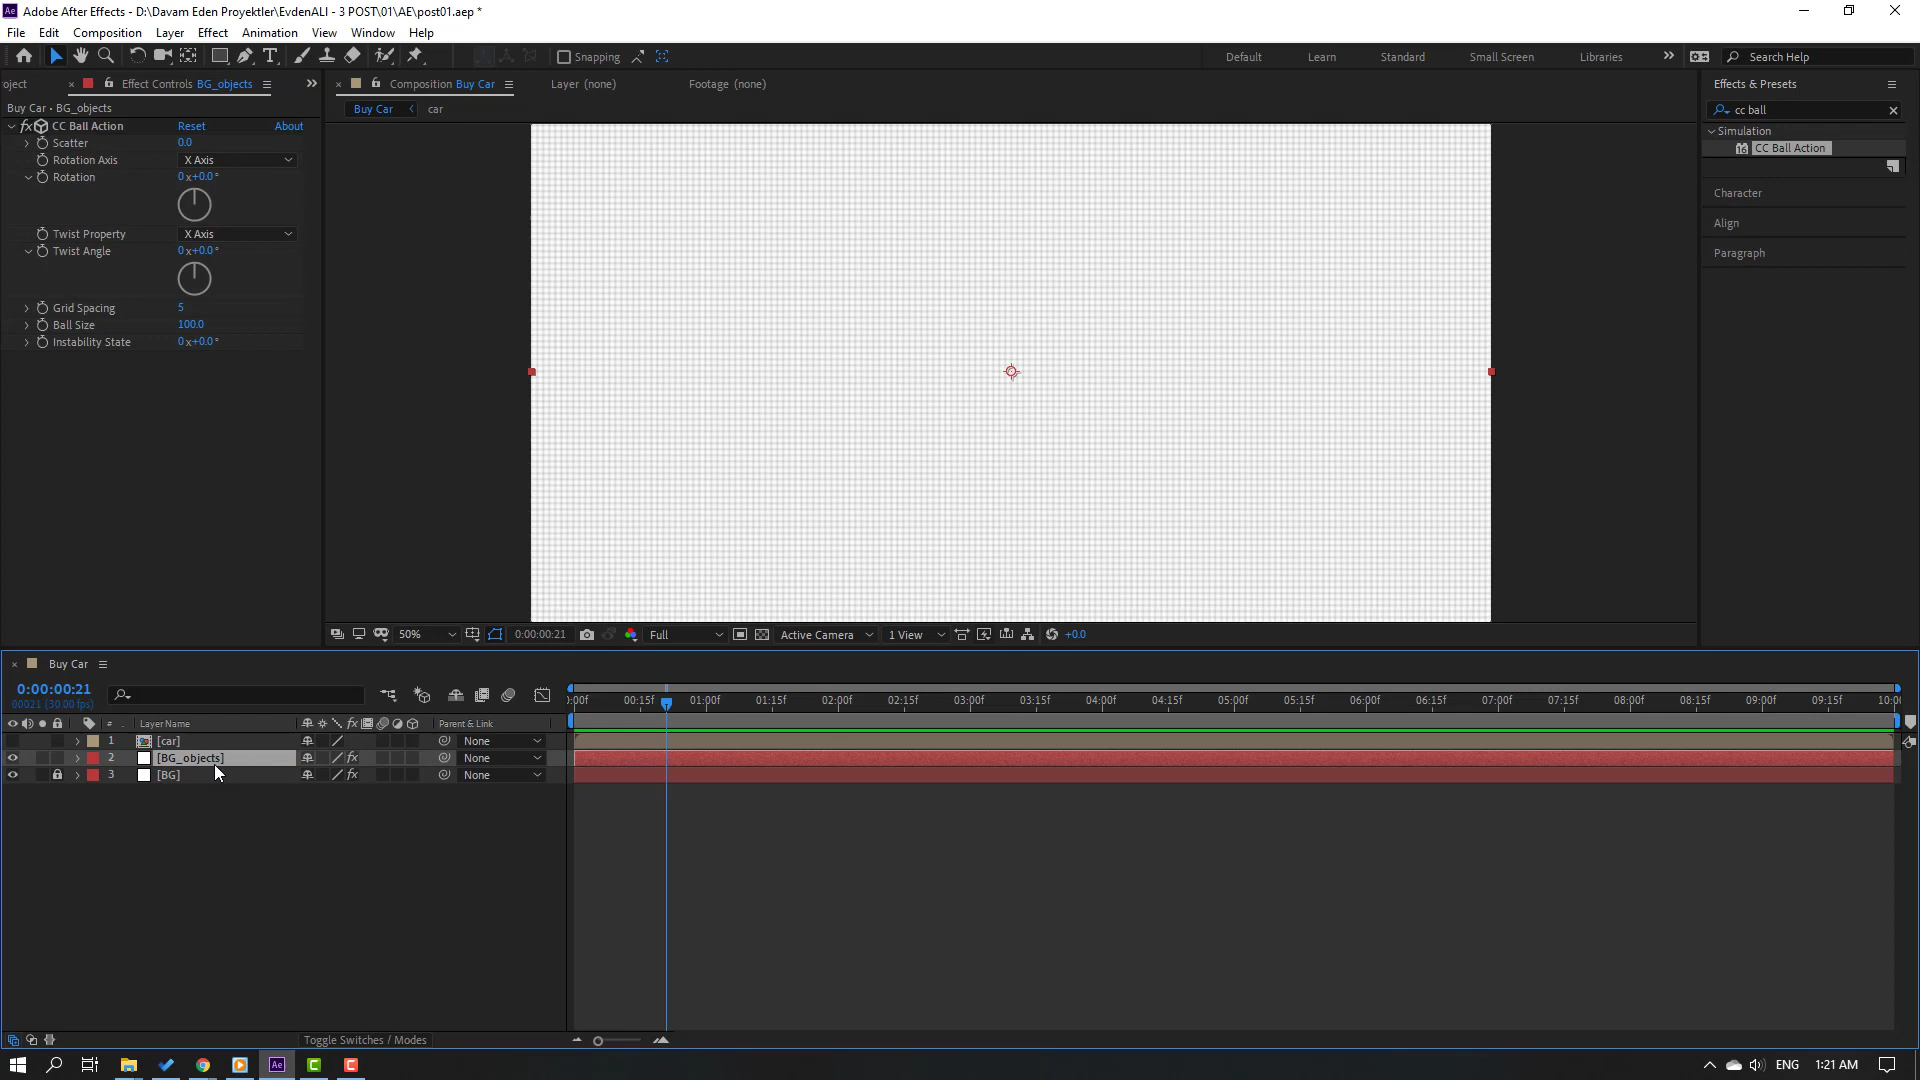 Adobe After Effects - D:\Davam Eden Proyektler\EvdenALI - 3 POST\01\AE\post01.aep *
File Edit Composition Layer Effect Animation View Window Help
Snapping Default Learn Standard Small Screen Libraries Search Help
oject Effect Controls BG_objects Composition Buy Car Layer (none) Footage (none) Effects & Presets
Buy Car • BG_objects Buy Car car cc ball
CC Ball Action Reset About
Scatter 0.0
Rotation Axis X Axis
Rotation 0 x+0.0 °
Twist Property X Axis
Twist Angle 0 x+0.0 °
Grid Spacing 5
Ball Size 100.0
Instability State 0 x+0.0 °
Simulation
16 CC Ball Action
Character
Align
Paragraph
50% 0:00:00:21 Full Active Camera 1 View +0.0
Buy Car
0:00:00:21
00021 (30.00 fps)
:00f 00:15f 01:00f 01:15f 02:00f 02:15f 03:00f 03:15f 04:00f 04:15f 05:00f 05:15f 06:00f 06:15f 07:00f 07:15f 08:00f 08:15f 09:00f 09:15f 10:00
# Layer Name fx Parent & Link
1 [car] None
2 [BG_objects] fx None
3 [BG] fx None
Toggle Switches / Modes
Ae ENG 1:21 AM